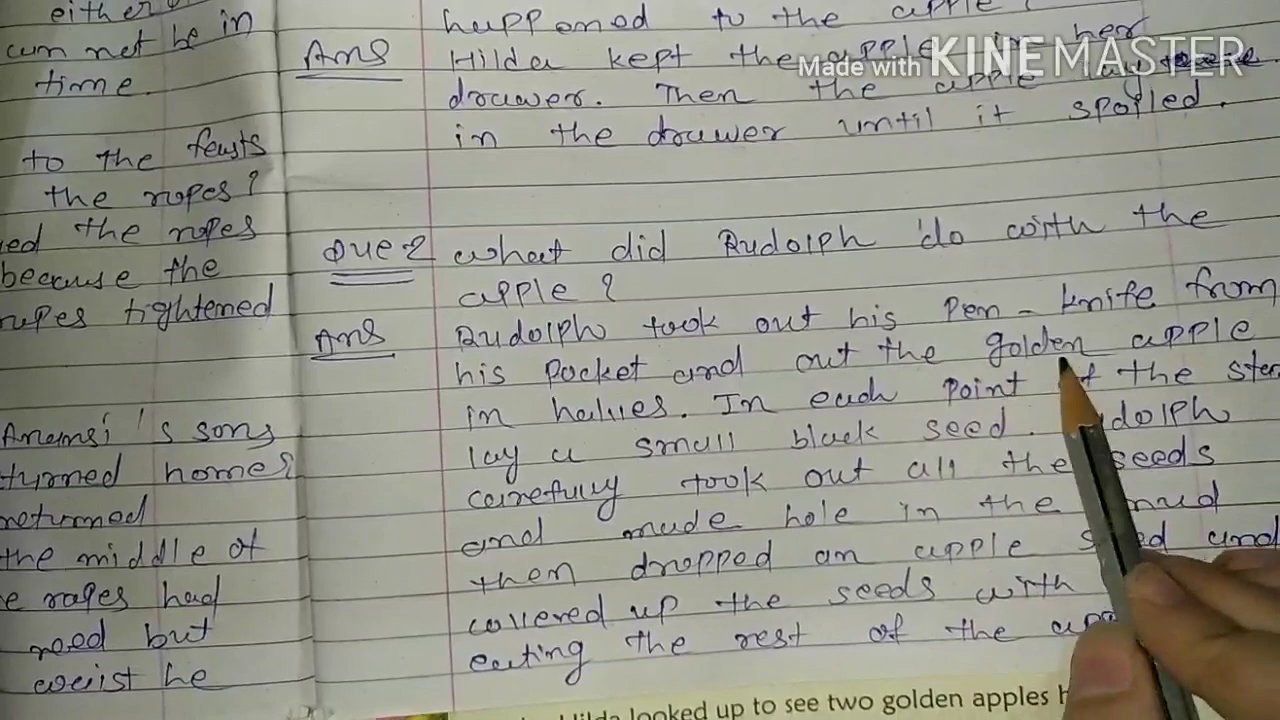 either
can not be in
time.
to the feasts
the ropes?
ed the ropes
because the
ropes tightened
Anansi's sons
turned home?
returned
the middle of
e ropes had
need but
waist he
happened to the apple?
Ans Hilda kept the apple in her
drawer. Then the apple lay
in the drawer until it spoiled.
Que 2 what did Rudolph do with the
apple?
Ans Rudolph took out his pen-knife from
his pocket and cut the golden apple
in halves. In each point of the
lay a small black seed. dolph
carefully took out all the seeds
and made hole in the mud
then dropped an apple seed and
covered up the seeds with
eating the rest of the
Hilda looked up to see two golden apples
Made with KINEMASTER